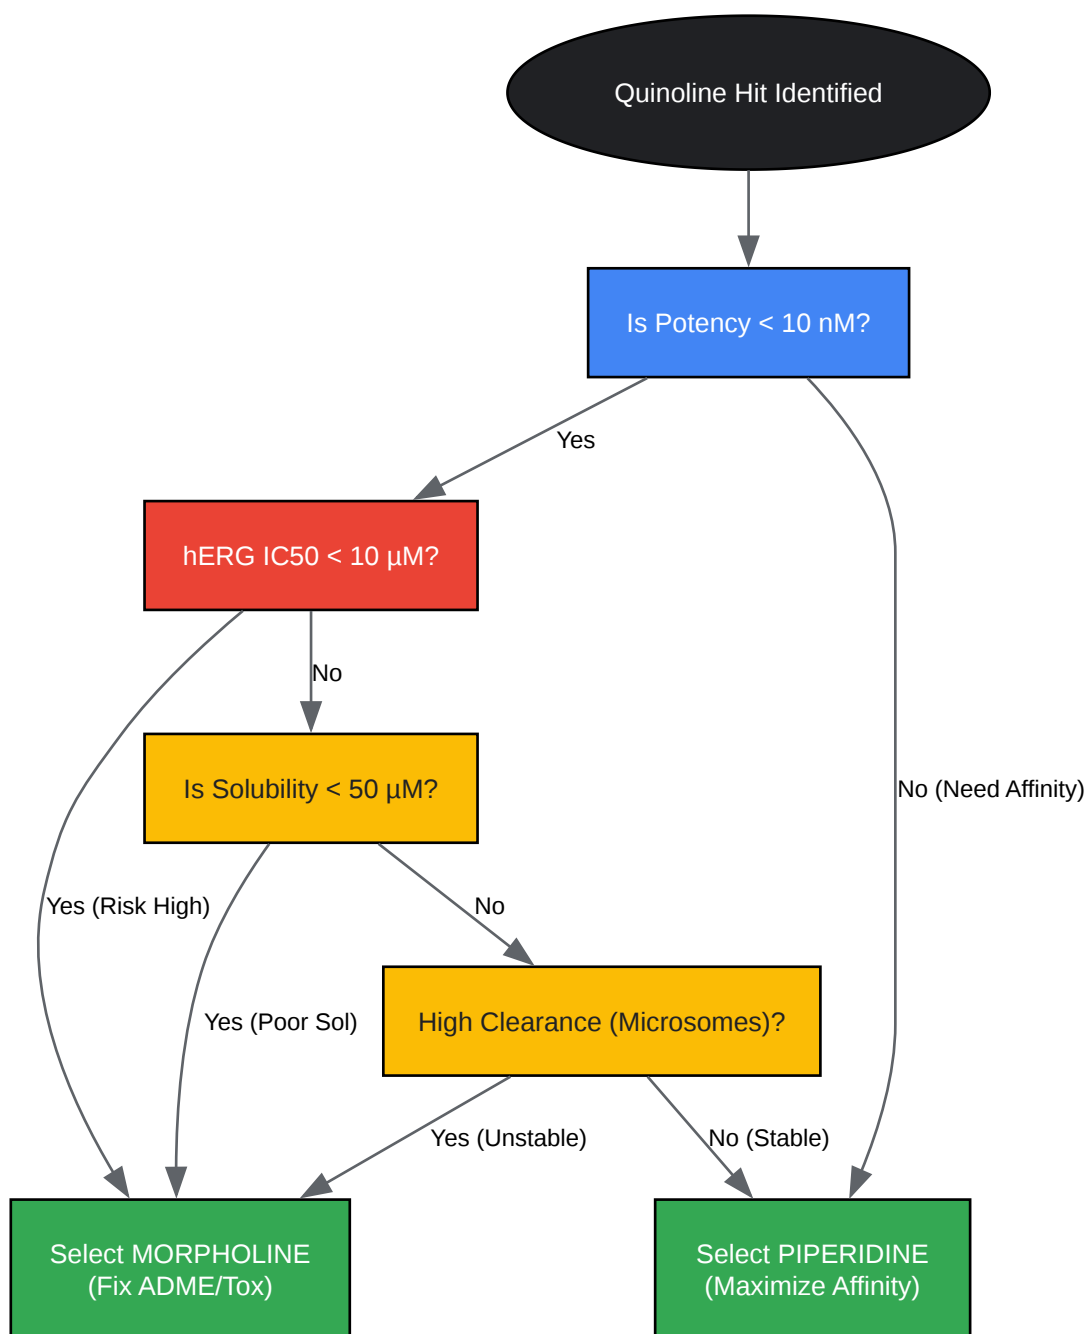 Quinoline Hit Identified
Is Potency < 10 nM?
Yes
hERG IC50 < 10 µM?
No
Is Solubility < 50 µM?
No (Need Affinity)
Yes (Risk High)
No
Yes (Poor Sol)
High Clearance (Microsomes)?
Yes (Unstable)
No (Stable)
Select MORPHOLINE
(Fix ADME/Tox)
Select PIPERIDINE
(Maximize Affinity)